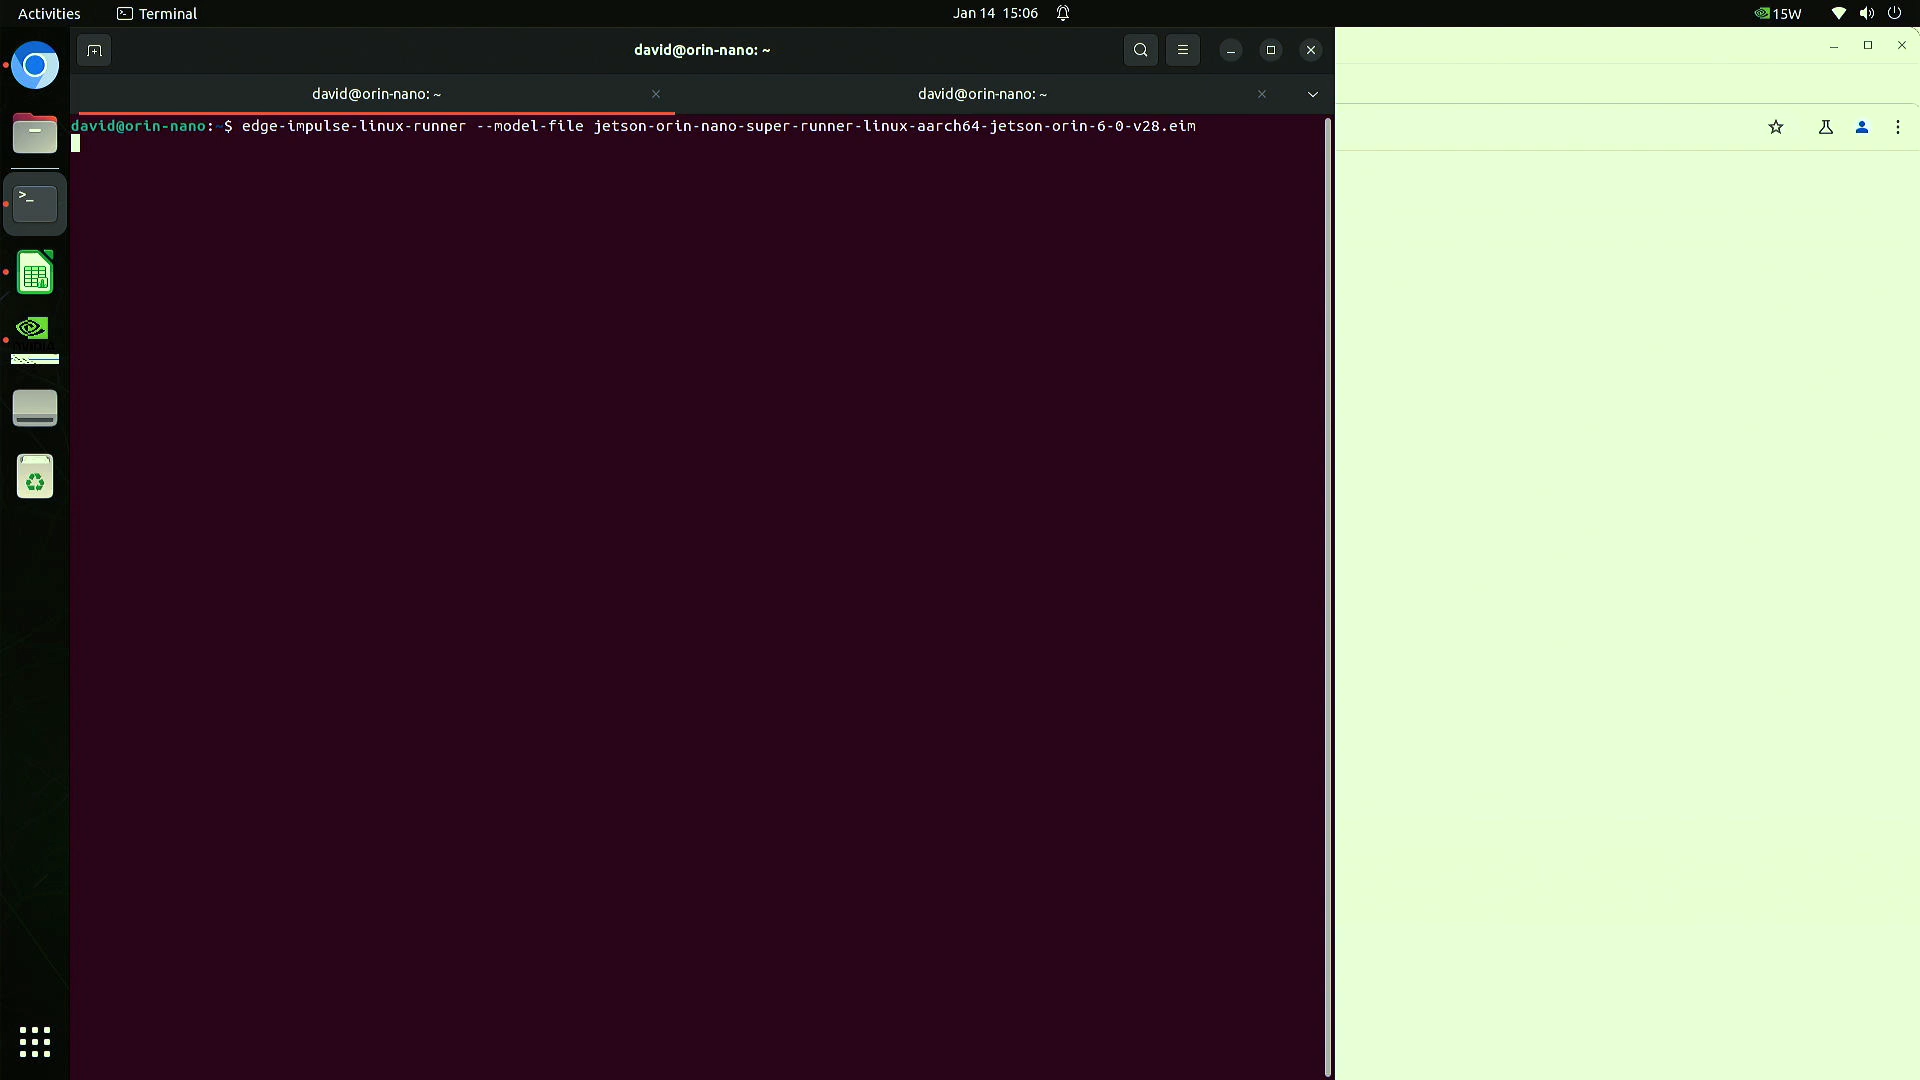 Activities
Terminal
Jan 14 15:06
15W
david@orin-nano: ~
david@orin-nano: ~
david@orin-nano: ~
david@orin-nano:~$ edge-impulse-linux-runner --model-file jetson-orin-nano-super-runner-linux-aarch64-jetson-orin-6-0-v28.eim